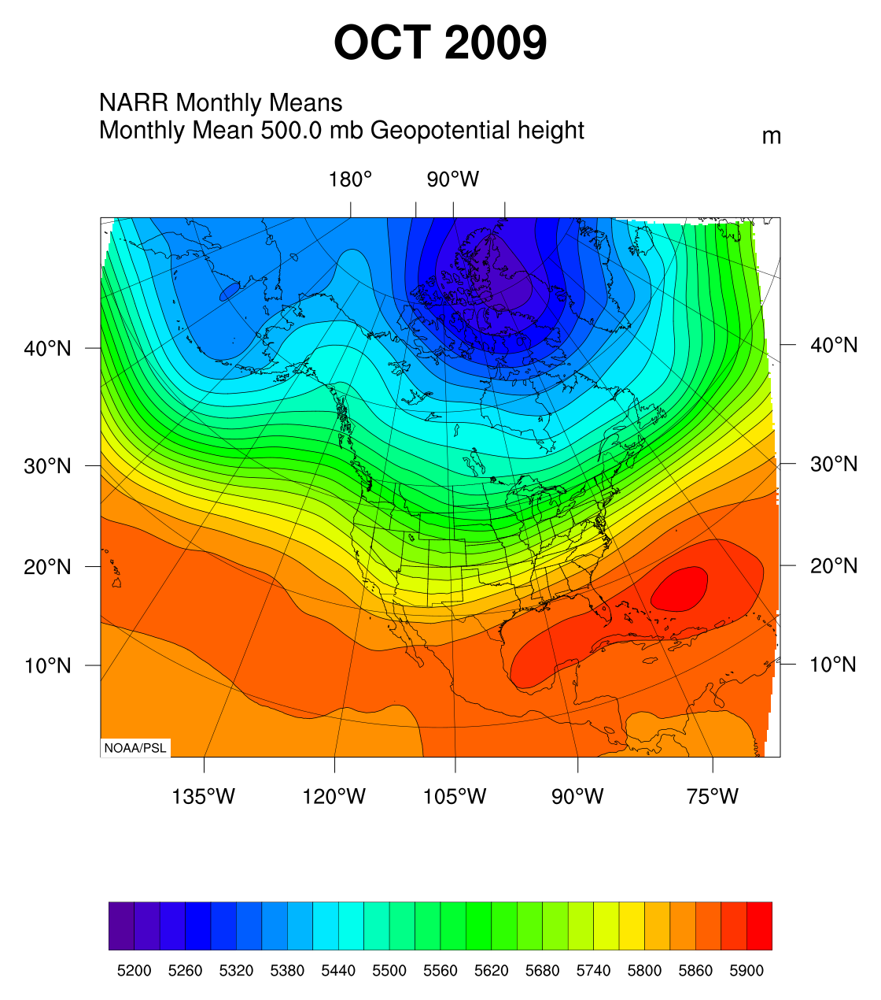 OCT 2009
NARR Monthly Means
Monthly Mean 500.0 mb Geopotential height
m
180° 90°W
40°N 40°N
30°N 30°N
20°N 20°N
10°N 10°N
NOAA/PSL
135°W 120°W 105°W 90°W 75°W
5200 5260 5320 5380 5440 5500 5560 5620 5680 5740 5800 5860 5900